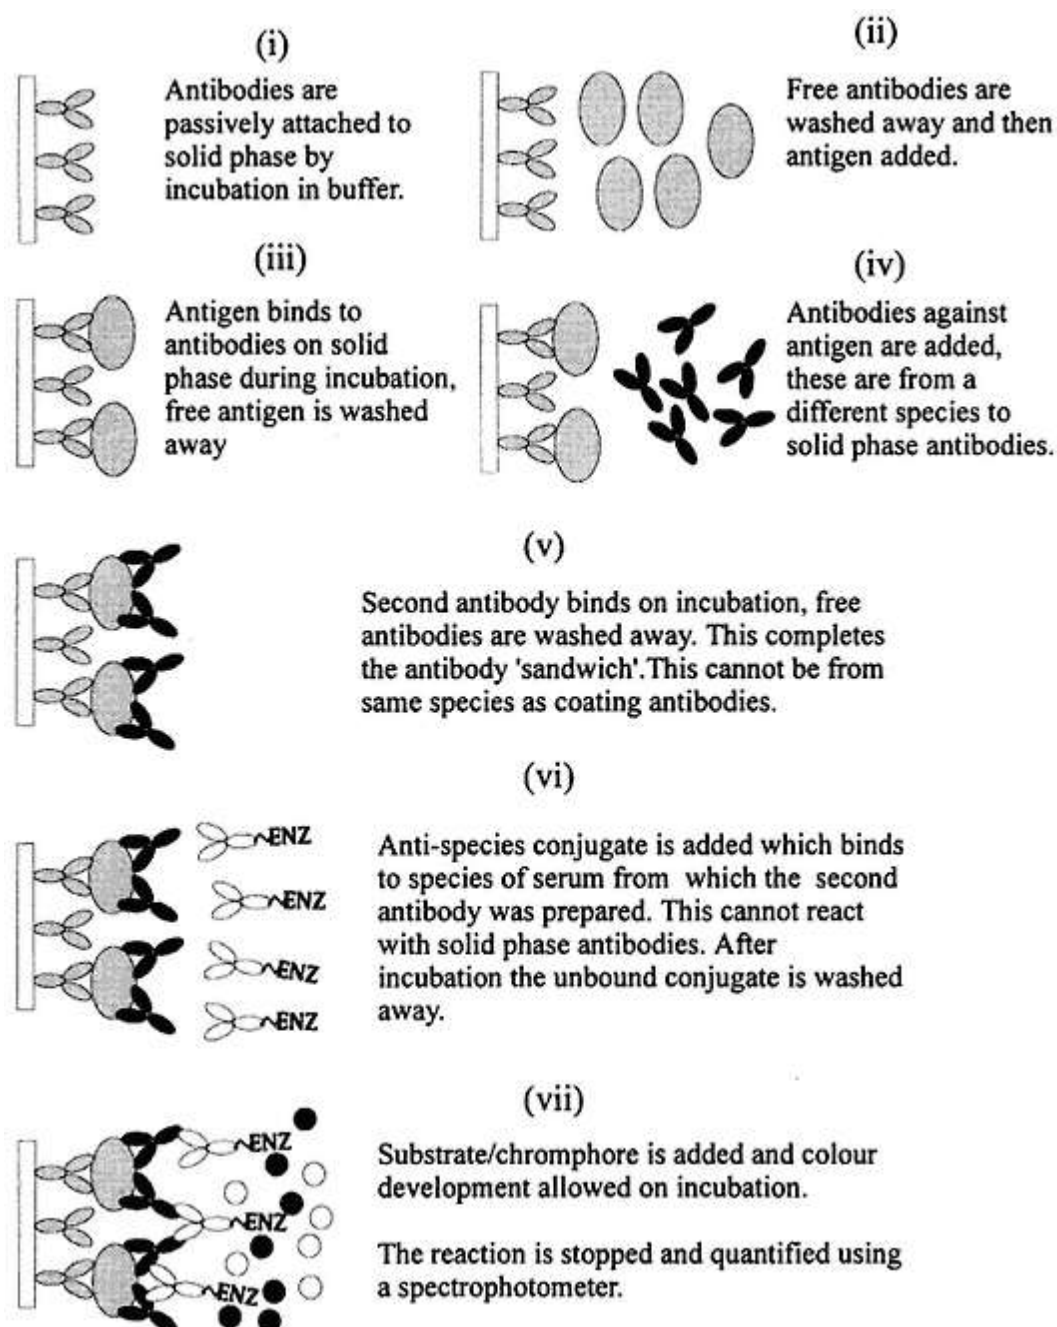 (i)
Antibodies are
passively attached to
solid phase by
incubation in buffer.
(ii)
Free antibodies are
washed away and then
antigen added.
(iii)
Antigen binds to
antibodies on solid
phase during incubation,
free antigen is washed
away
(iv)
Antibodies against
antigen are added,
these are from a
different species to
solid phase antibodies.
(v)
Second antibody binds on incubation, free
antibodies are washed away. This completes
the antibody 'sandwich'.This cannot be from
same species as coating antibodies.
(vi)
ENZ
ENZ
ENZ
ENZ
Anti-species conjugate is added which binds
to species of serum from which the second
antibody was prepared. This cannot react
with solid phase antibodies. After
incubation the unbound conjugate is washed
away.
(vii)
ENZ
ENZ
ENZ
Substrate/chromphore is added and colour
development allowed on incubation.
The reaction is stopped and quantified using
a spectrophotometer.